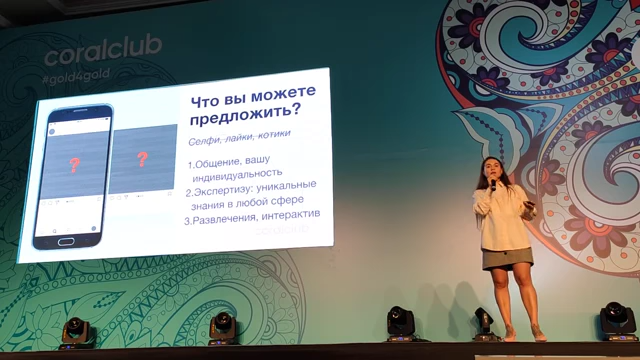 coralclub
#gold4gold
Что вы можете
предложить?
Селфи, лайки, котики
1.Общение, вашу
индивидуальность
2.Экспертизу: уникальные
знания в любой сфере
3.Развлечения, интерактив
?
?